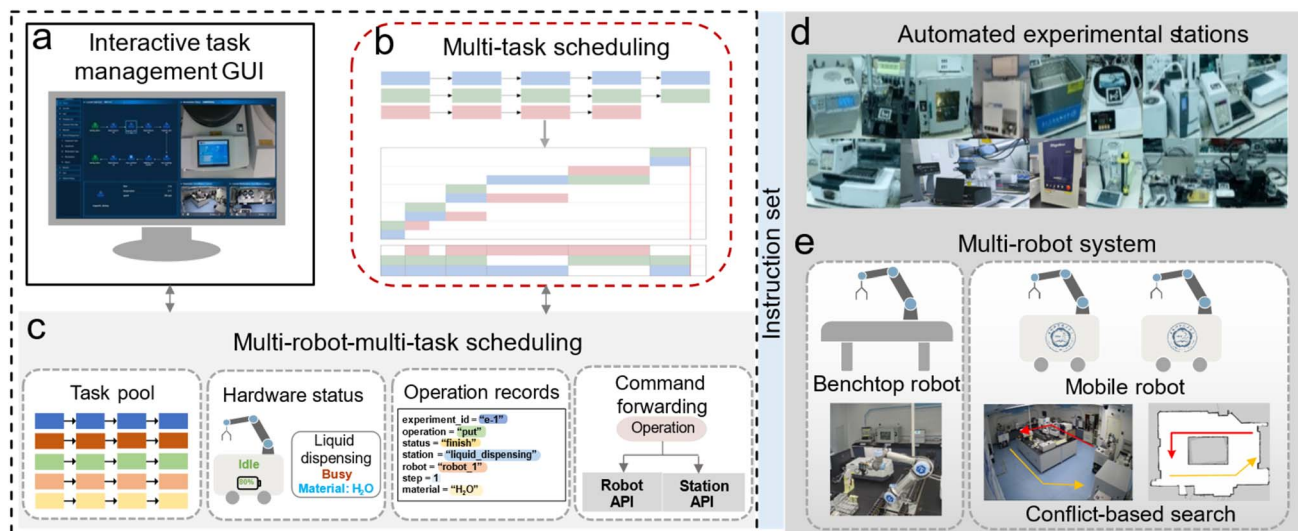 a
Interactive task
management GUI
b
Multi-task scheduling
c
Multi-robot-multi-task scheduling
Task pool
Hardware status
Idle
80%
Liquid
dispensing
Busy
Material: H₂O
Operation records
experiment_id = “e-1”
operation = “put”
status = “finish”
station = “liquid_dispensing”
robot = “robot_1”
step = 1
material = “H₂O”
Command
forwarding
Operation
Robot
API
Station
API
Instruction set
d
Automated experimental stations
e
Multi-robot system
Benchtop robot
Mobile robot
Conflict-based search